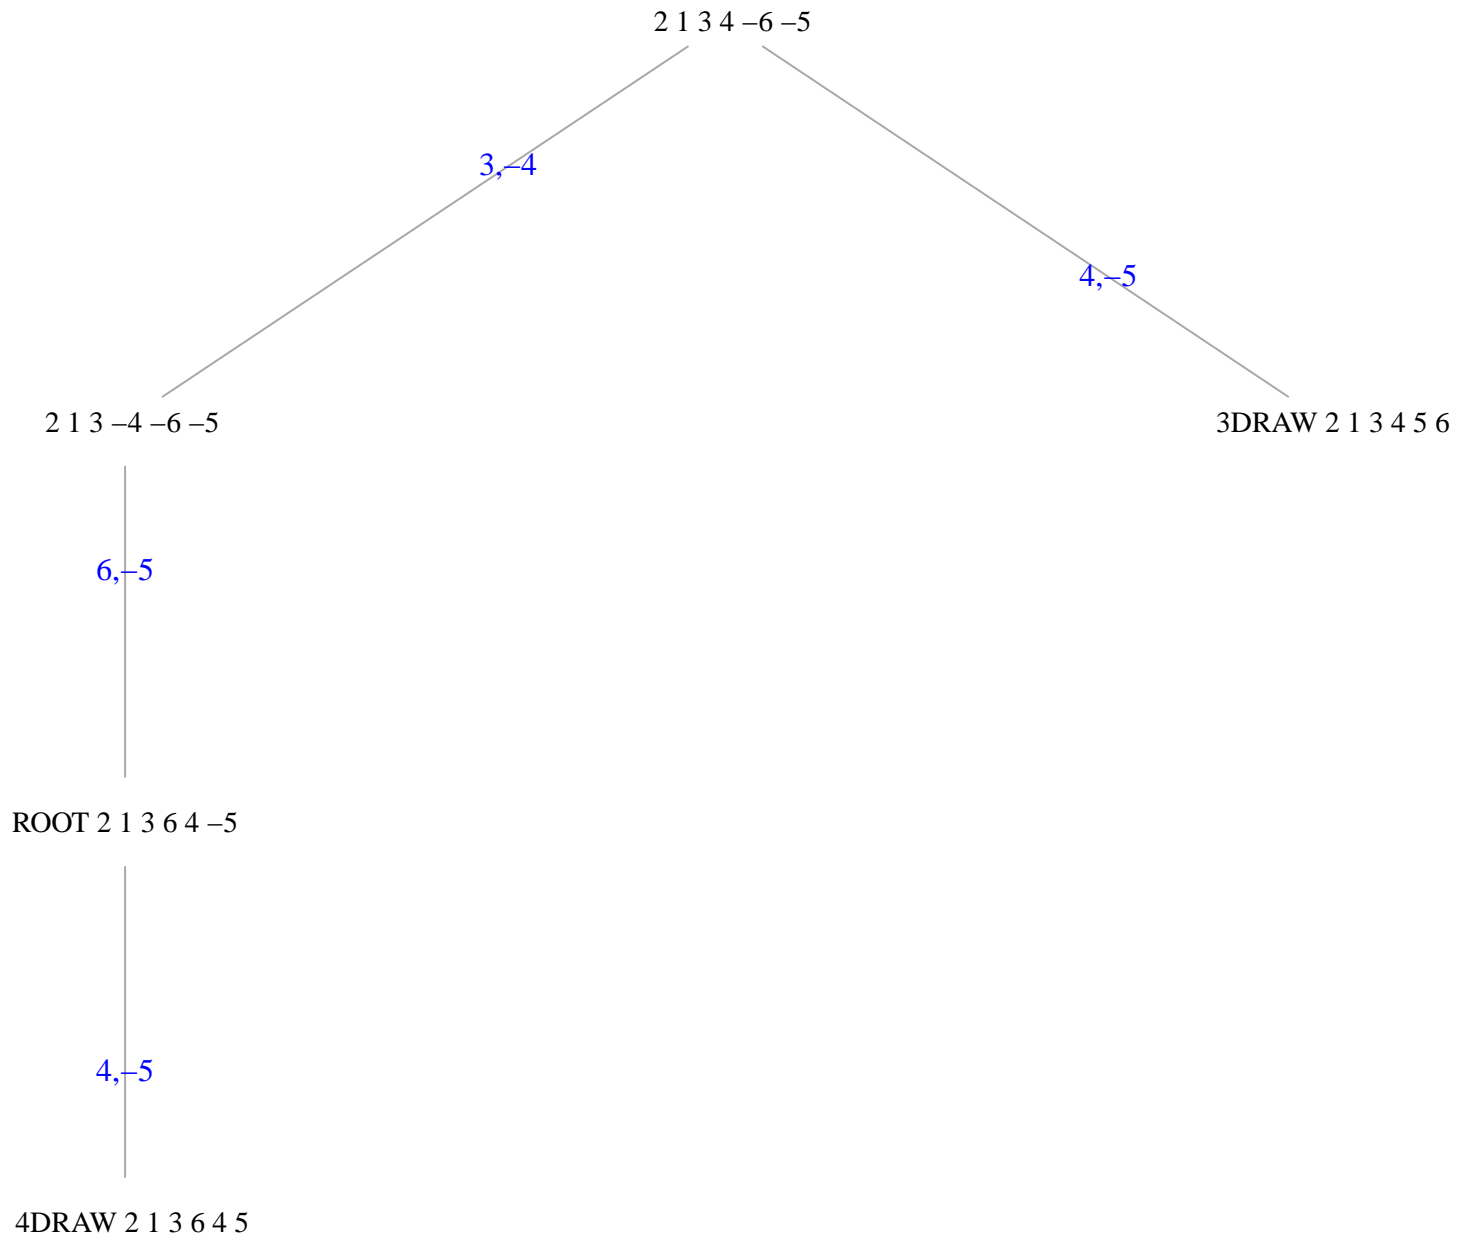 2 1 3 4 –6 –5
3,–4
4,–5
2 1 3 –4 –6 –5
3DRAW 2 1 3 4 5 6
6,–5
ROOT 2 1 3 6 4 –5
4,–5
4DRAW 2 1 3 6 4 5